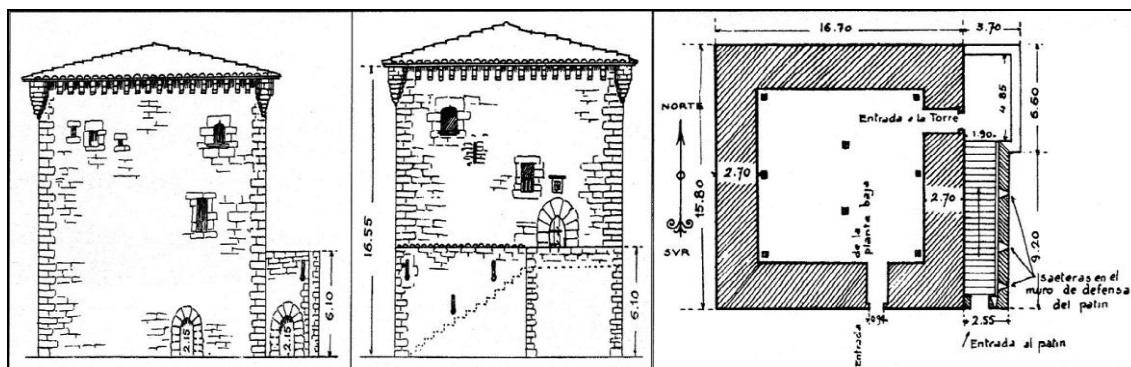 2.15
2.15
6.10
16.55
6.10
16.70
3.70
NORTE
SVR
15.80
2.70
2.70
Entrada a la Torre
4.85
6.60
1.90
de la
planta baja
Entrada
0.94
9.20
saeteras en el
muro de defensa
del patin
2.55
Entrada al patin